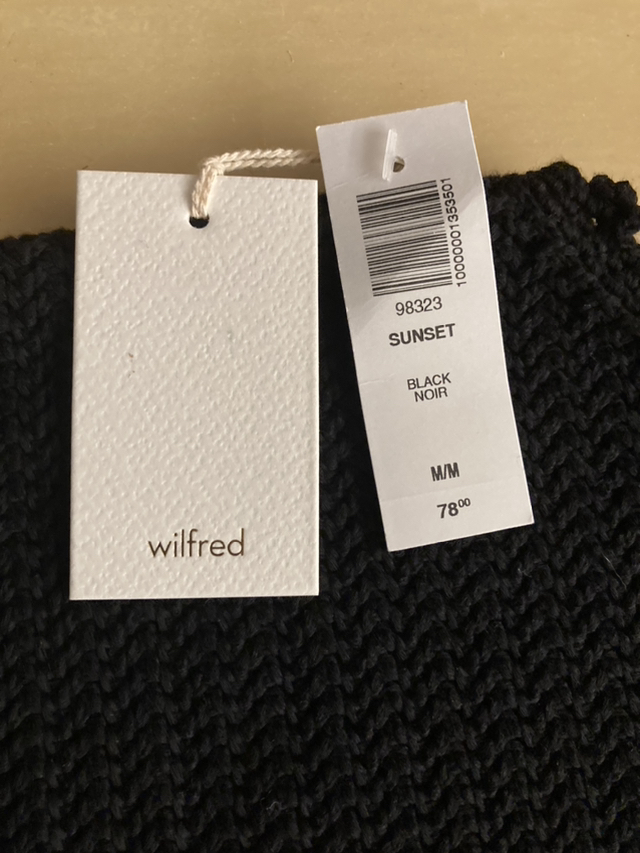 wilfred
10000001353501
98323
SUNSET
BLACK
NOIR
M/M
78⁰⁰